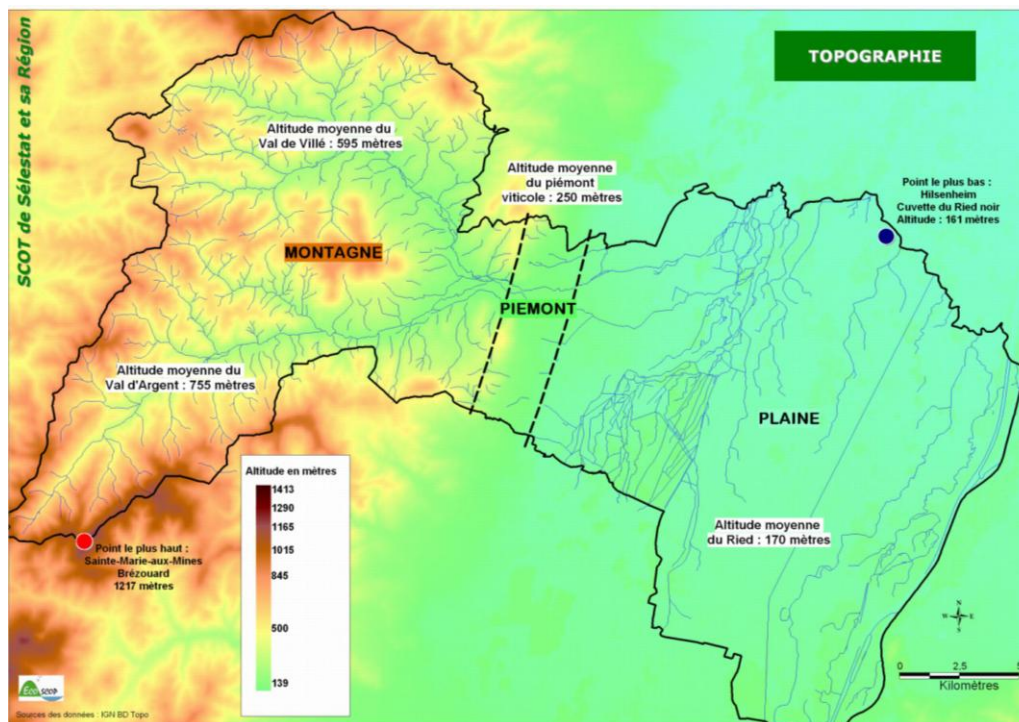 SCOT de Sélestat et sa Région
TOPOGRAPHIE
Altitude moyenne du
Val de Villé : 595 mètres
Altitude moyenne
du piémont
viticole : 250 mètres
Point le plus bas :
Hilsenheim
Cuvette du Ried noir
Altitude : 161 mètres
MONTAGNE
PIEMONT
Altitude moyenne du
Val d'Argent : 755 mètres
PLAINE
Altitude en mètres
1413
1290
1165
1015
845
500
139
Altitude moyenne
du Ried : 170 mètres
Point le plus haut :
Sainte-Marie-aux-Mines
Brézouard
1217 mètres
N
W
E
S
0 2,5 5
Kilomètres
Éco scop
Sources des données : IGN BD Topo